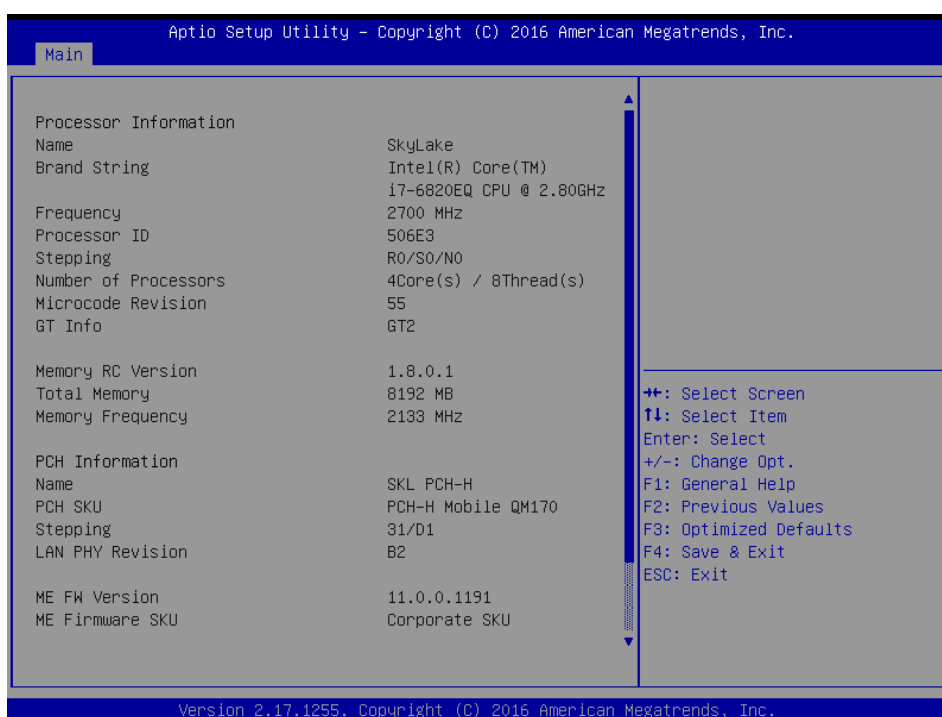 Aptio Setup Utility – Copyright (C) 2016 American Megatrends, Inc.
Main
Processor Information
Name SkyLake
Brand String Intel(R) Core(TM)
i7-6820EQ CPU @ 2.80GHz
Frequency 2700 MHz
Processor ID 506E3
Stepping R0/S0/N0
Number of Processors 4Core(s) / 8Thread(s)
Microcode Revision 55
GT Info GT2
Memory RC Version 1.8.0.1
Total Memory 8192 MB
Memory Frequency 2133 MHz
PCH Information
Name SKL PCH-H
PCH SKU PCH-H Mobile QM170
Stepping 31/D1
LAN PHY Revision B2
ME FW Version 11.0.0.1191
ME Firmware SKU Corporate SKU
→←: Select Screen
↑↓: Select Item
Enter: Select
+/-: Change Opt.
F1: General Help
F2: Previous Values
F3: Optimized Defaults
F4: Save & Exit
ESC: Exit
Version 2.17.1255. Copyright (C) 2016 American Megatrends, Inc.